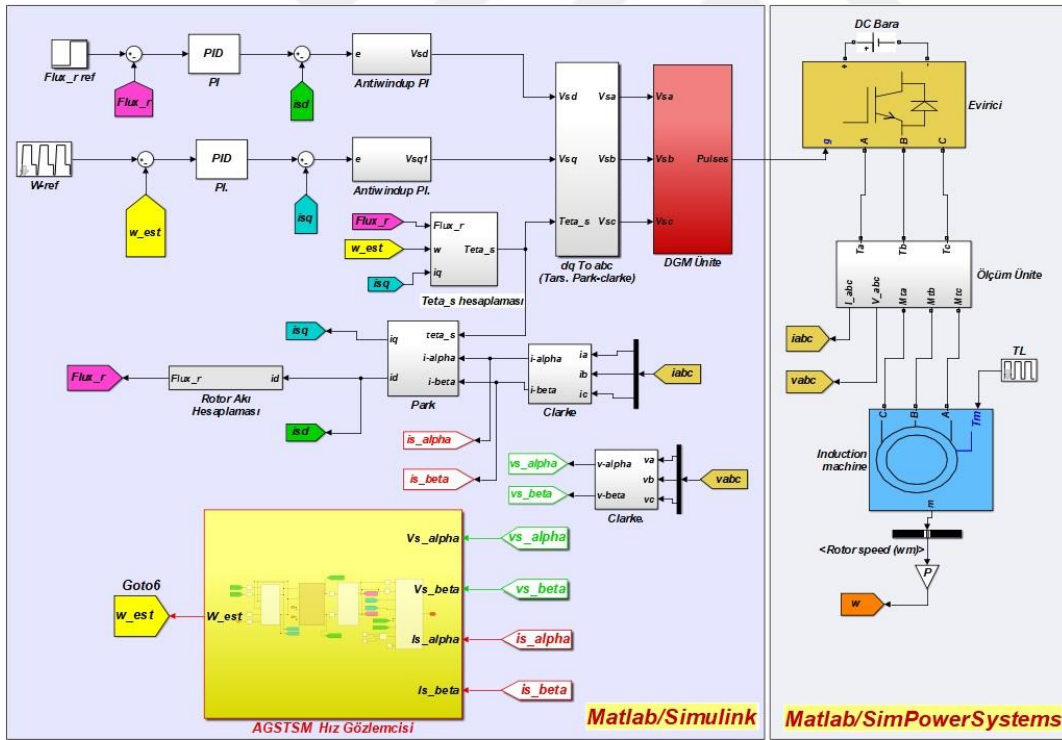 Flux_r ref
Flux_r
PID
PI
isd
e
Vsd
Antiwindup PI
W-ref
w_est
PID
PI.
isq
e
Vsq1
Antiwindup PI.
Flux_r
w_est
isq
Flux_r
w
iq
Teta_s
Teta_s hesaplaması
Vsd
Vsq
Teta_s
Vsa
Vsb
Vsc
dq To abc
(Tars. Park-clarke)
Vsa
Vsb
Vsc
Pulses
DGM Ünite
isq
Flux_r
isd
Flux_r
id
Rotor Akı
Hesaplaması
iq
id
teta_s
i-alpha
i-beta
Park
i-alpha
i-beta
ia
ib
ic
Clarke
iabc
is_alpha
is_beta
vs_alpha
vs_beta
v-alpha
v-beta
va
vb
vc
Clarke.
vabc
Goto6
w_est
W_est
Vs_alpha
Vs_beta
Is_alpha
Is_beta
vs_alpha
vs_beta
is_alpha
is_beta
AGSTSM Hız Gözlemcisi
Matlab/Simulink
DC Bara
+
+
-
Evirici
g
A
B
C
Ta
Tb
Tc
I_abc
V_abc
Mta
Mtb
Mtc
Ölçüm Ünite
iabc
vabc
TL
C
B
A
Tm
Induction
machine
m
<Rotor speed (wm)>
P
w
Matlab/SimPowerSystems